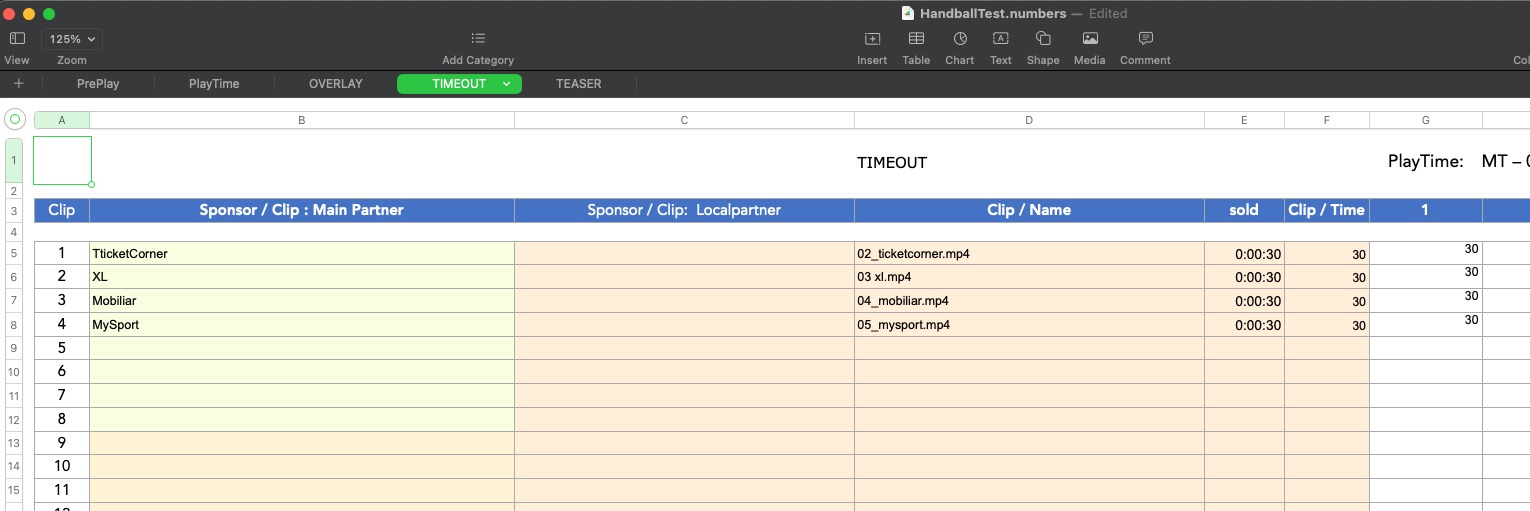 HandballTest.numbers — Edited
125%
View Zoom Add Category Insert Table Chart Text Shape Media Comment
+ PrePlay PlayTime OVERLAY TIMEOUT TEASER
A B C D E F G
1 TIMEOUT PlayTime: MT –
2
3 Clip Sponsor / Clip : Main Partner Sponsor / Clip: Localpartner Clip / Name sold Clip / Time 1
4
5 1 TticketCorner 02_ticketcorner.mp4 0:00:30 30 30
6 2 XL 03 xl.mp4 0:00:30 30 30
7 3 Mobiliar 04_mobiliar.mp4 0:00:30 30 30
8 4 MySport 05_mysport.mp4 0:00:30 30 30
9 5
10 6
11 7
12 8
13 9
14 10
15 11